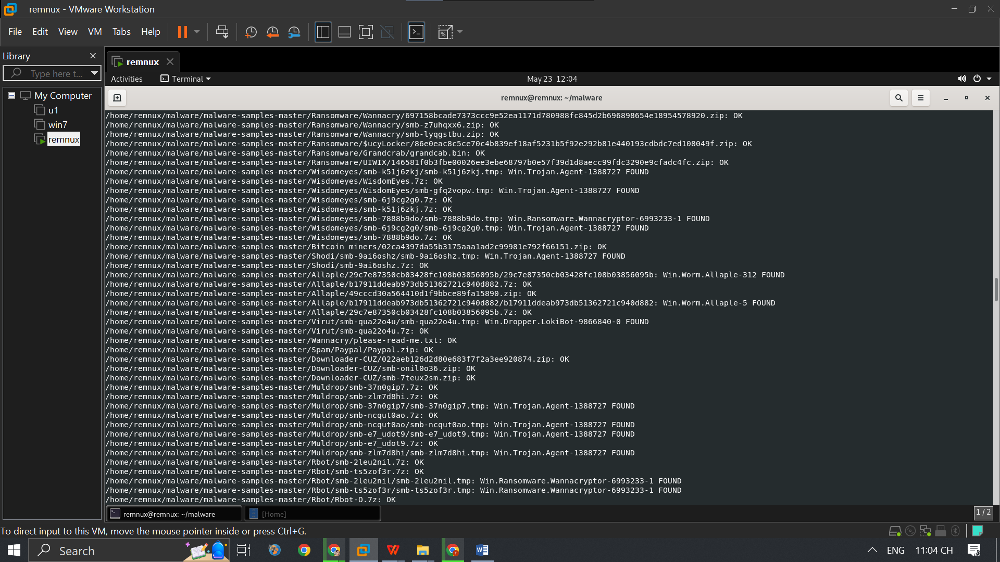 remnux - VMware Workstation
File Edit View VM Tabs Help
Library
Type here t...
My Computer
u1
win7
remnux
remnux
Activities Terminal May 23 12:04
remnux@remnux: ~/malware
/home/remnux/malware/malware-samples-master/Ransomware/Wannacry/697158bcade7373ccc9e52ea1171d780988fc845d2b696898654e18954578920.zip: OK
/home/remnux/malware/malware-samples-master/Ransomware/Wannacry/smb-z7uhqxx6.zip: OK
/home/remnux/malware/malware-samples-master/Ransomware/Wannacry/smb-lyqgstbu.zip: OK
/home/remnux/malware/malware-samples-master/Ransomware/$ucyLocker/86e0eac8c5ce70c4b839ef18af5231b5f92e292b81e440193cdbdc7ed108049f.zip: OK
/home/remnux/malware/malware-samples-master/Ransomware/Grandcrab/grandcab.bin: OK
/home/remnux/malware/malware-samples-master/Ransomware/UIWIX/146581f0b3fbe00026ee3ebe68797b0e57f39d1d8aecc99fdc3290e9cfadc4fc.zip: OK
/home/remnux/malware/malware-samples-master/Wisdomeyes/smb-k51j6zkj/smb-k51j6zkj.tmp: Win.Trojan.Agent-1388727 FOUND
/home/remnux/malware/malware-samples-master/Wisdomeyes/WisdomEyes.7z: OK
/home/remnux/malware/malware-samples-master/Wisdomeyes/WisdomEyes/smb-gfq2vopw.tmp: Win.Trojan.Agent-1388727 FOUND
/home/remnux/malware/malware-samples-master/Wisdomeyes/smb-6j9cg2g0.7z: OK
/home/remnux/malware/malware-samples-master/Wisdomeyes/smb-k51j6zkj.7z: OK
/home/remnux/malware/malware-samples-master/Wisdomeyes/smb-7888b9do/smb-7888b9do.tmp: Win.Ransomware.Wannacryptor-6993233-1 FOUND
/home/remnux/malware/malware-samples-master/Wisdomeyes/smb-6j9cg2g0/smb-6j9cg2g0.tmp: Win.Trojan.Agent-1388727 FOUND
/home/remnux/malware/malware-samples-master/Wisdomeyes/smb-7888b9do.7z: OK
/home/remnux/malware/malware-samples-master/Bitcoin miners/02ca4397da55b3175aaa1ad2c99981e792f66151.zip: OK
/home/remnux/malware/malware-samples-master/Shodi/smb-9ai6oshz/smb-9ai6oshz.tmp: Win.Trojan.Agent-1388727 FOUND
/home/remnux/malware/malware-samples-master/Shodi/smb-9ai6oshz.7z: OK
/home/remnux/malware/malware-samples-master/Allaple/29c7e87350cb03428fc108b03856095b/29c7e87350cb03428fc108b03856095b: Win.Worm.Allaple-312 FOUND
/home/remnux/malware/malware-samples-master/Allaple/b17911ddeab973db51362721c940d882.7z: OK
/home/remnux/malware/malware-samples-master/Allaple/49cccd30a564410d1f9bbce89fa15890.zip: OK
/home/remnux/malware/malware-samples-master/Allaple/b17911ddeab973db51362721c940d882/b17911ddeab973db51362721c940d882: Win.Worm.Allaple-5 FOUND
/home/remnux/malware/malware-samples-master/Allaple/29c7e87350cb03428fc108b03856095b.7z: OK
/home/remnux/malware/malware-samples-master/Virut/smb-qua22o4u/smb-qua22o4u.tmp: Win.Dropper.LokiBot-9866840-0 FOUND
/home/remnux/malware/malware-samples-master/Virut/smb-qua22o4u.7z: OK
/home/remnux/malware/malware-samples-master/Wannacry/please-read-me.txt: OK
/home/remnux/malware/malware-samples-master/Spam/Paypal/Paypal.zip: OK
/home/remnux/malware/malware-samples-master/Downloader-CUZ/022aeb126d2d80e683f7f2a3ee920874.zip: OK
/home/remnux/malware/malware-samples-master/Downloader-CUZ/smb-onil0o36.zip: OK
/home/remnux/malware/malware-samples-master/Downloader-CUZ/smb-7teux2sm.zip: OK
/home/remnux/malware/malware-samples-master/Muldrop/smb-37n0gip7.7z: OK
/home/remnux/malware/malware-samples-master/Muldrop/smb-zlm7d8hi.7z: OK
/home/remnux/malware/malware-samples-master/Muldrop/smb-37n0gip7/smb-37n0gip7.tmp: Win.Trojan.Agent-1388727 FOUND
/home/remnux/malware/malware-samples-master/Muldrop/smb-ncqut0ao.7z: OK
/home/remnux/malware/malware-samples-master/Muldrop/smb-ncqut0ao/smb-ncqut0ao.tmp: Win.Trojan.Agent-1388727 FOUND
/home/remnux/malware/malware-samples-master/Muldrop/smb-e7_udot9/smb-e7_udot9.tmp: Win.Trojan.Agent-1388727 FOUND
/home/remnux/malware/malware-samples-master/Muldrop/smb-e7_udot9.7z: OK
/home/remnux/malware/malware-samples-master/Muldrop/smb-zlm7d8hi/smb-zlm7d8hi.tmp: Win.Trojan.Agent-1388727 FOUND
/home/remnux/malware/malware-samples-master/Rbot/smb-2leu2nil.7z: OK
/home/remnux/malware/malware-samples-master/Rbot/smb-ts5zof3r.7z: OK
/home/remnux/malware/malware-samples-master/Rbot/smb-2leu2nil/smb-2leu2nil.tmp: Win.Ransomware.Wannacryptor-6993233-1 FOUND
/home/remnux/malware/malware-samples-master/Rbot/smb-ts5zof3r/smb-ts5zof3r.tmp: Win.Ransomware.Wannacryptor-6993233-1 FOUND
/home/remnux/malware/malware-samples-master/Rbot/Rbot-O.7z: OK
remnux@remnux: ~/malware [Home] 1 / 2
To direct input to this VM, move the mouse pointer inside or press Ctrl+G.
Search ENG 11:04 CH